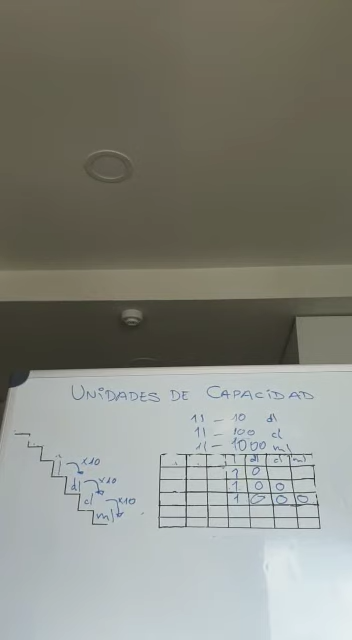 UNIDADES DE CAPACIDAD
1l - 10 dl
1l - 100 cl
1l - 1000 ml
l x10
dl x10
cl x10
ml
l dl cl ml
1 0
1 0 0
1 0 0 0